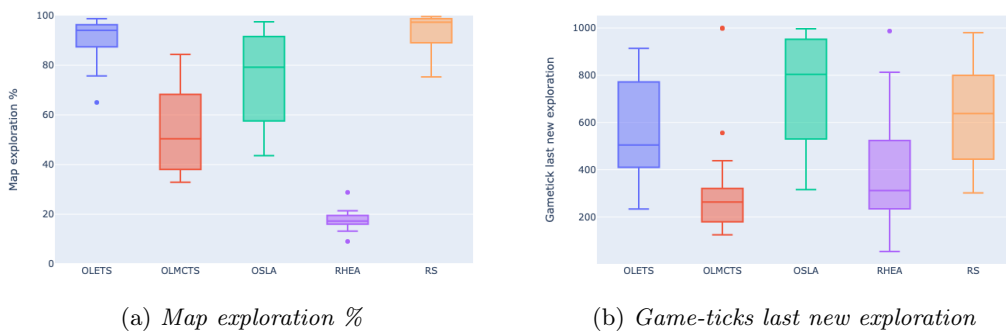 Map exploration %
100
80
60
40
20
0
OLETS OLMCTS OSLA RHEA RS
(a) Map exploration %
Gametick last new exploration
1000
800
600
400
200
OLETS OLMCTS OSLA RHEA RS
(b) Game-ticks last new exploration